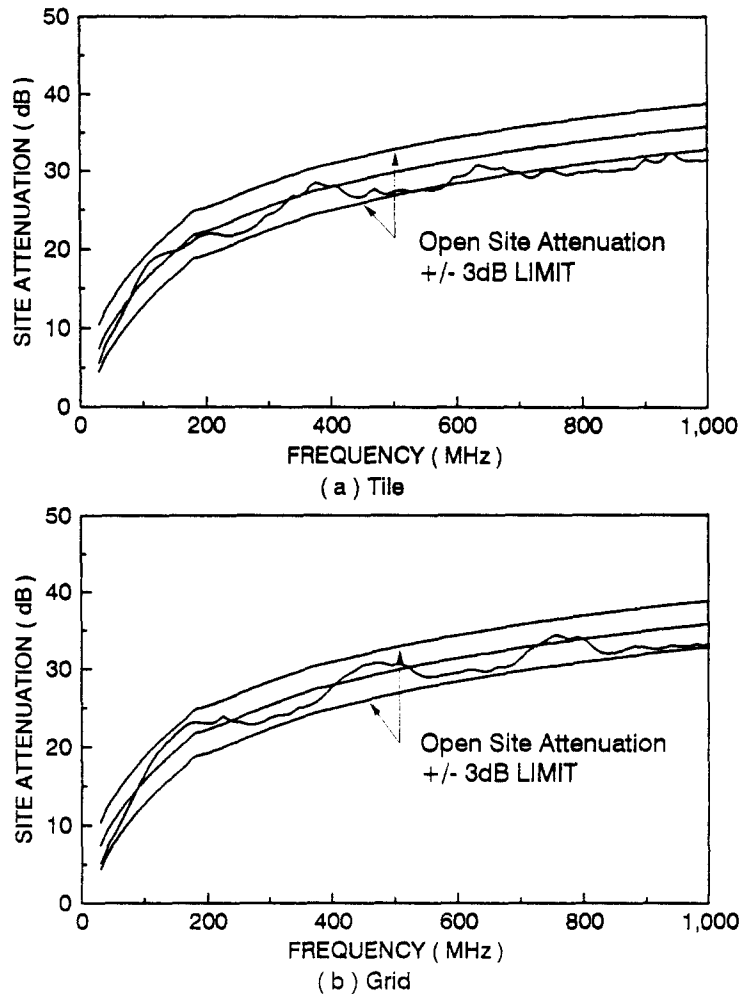 50
40
30
20
10
0
SITE ATTENUATION ( dB )
Open Site Attenuation
+/- 3dB LIMIT
0 200 400 600 800 1,000
FREQUENCY ( MHz )
( a ) Tile
50
40
30
20
10
0
SITE ATTENUATION ( dB )
Open Site Attenuation
+/- 3dB LIMIT
0 200 400 600 800 1,000
FREQUENCY ( MHz )
( b ) Grid